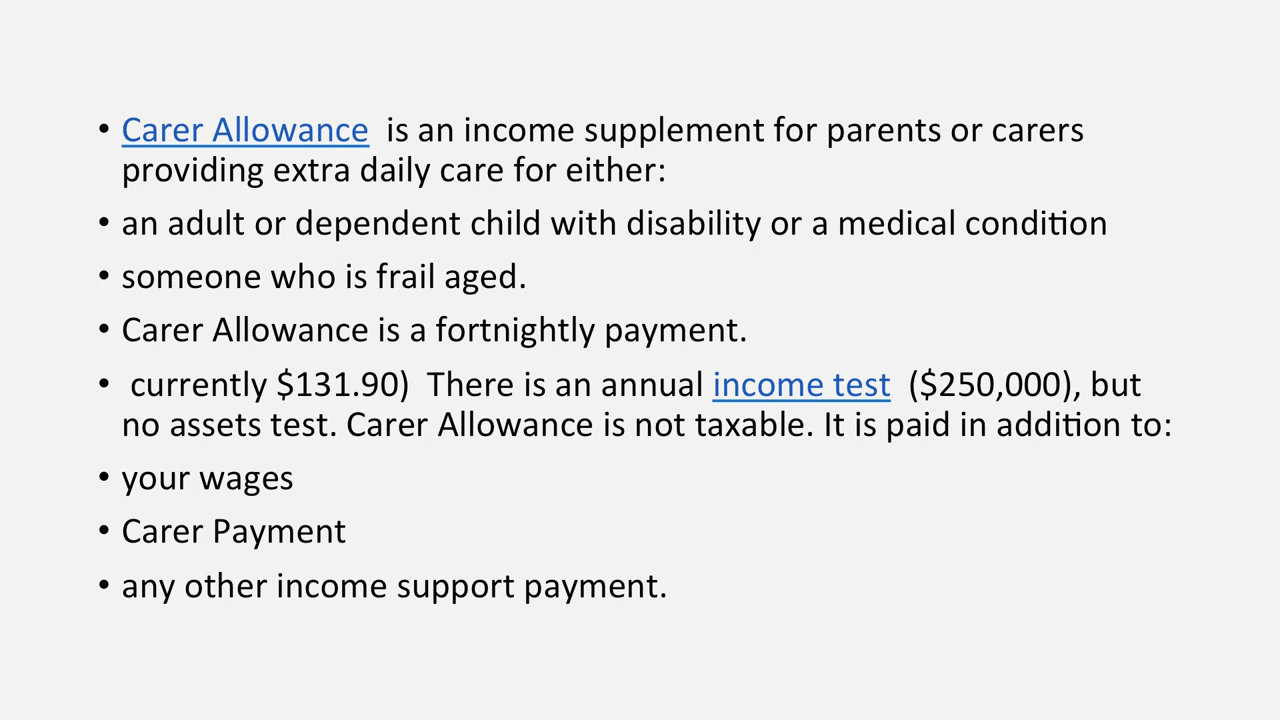 • Carer Allowance  is an income supplement for parents or carers
providing extra daily care for either:
• an adult or dependent child with disability or a medical condition
• someone who is frail aged.
• Carer Allowance is a fortnightly payment.
•  currently $131.90)  There is an annual income test  ($250,000), but
no assets test. Carer Allowance is not taxable. It is paid in addition to:
• your wages
• Carer Payment
• any other income support payment.